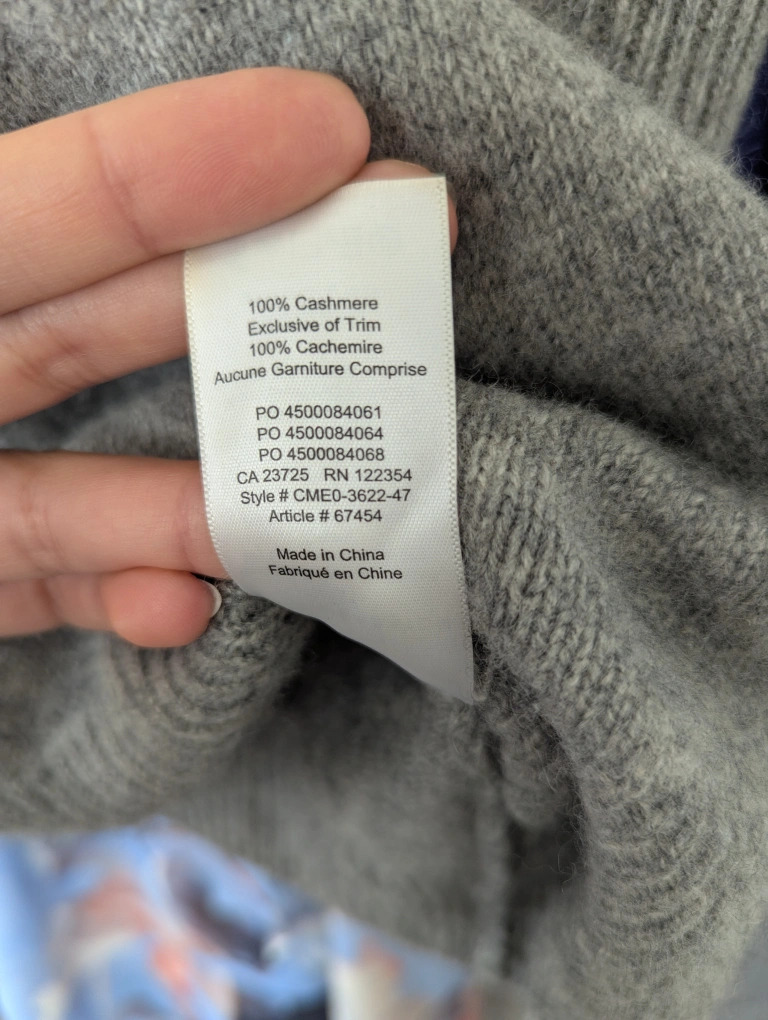 100% Cashmere
Exclusive of Trim
100% Cachemire
Aucune Garniture Comprise
PO 4500084061
PO 4500084064
PO 4500084068
CA 23725 RN 122354
Style # CME0-3622-47
Article # 67454
Made in China
Fabriqué en Chine